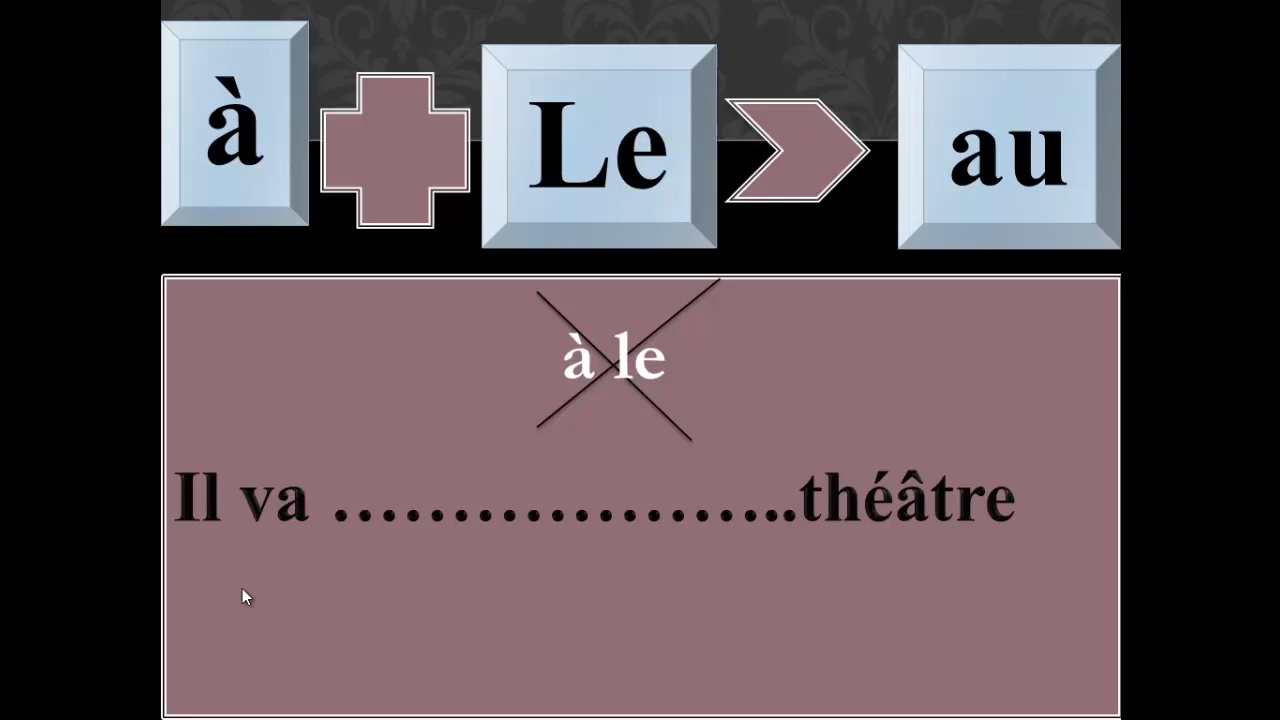 à Le au
à le
Il va …………………..théâtre